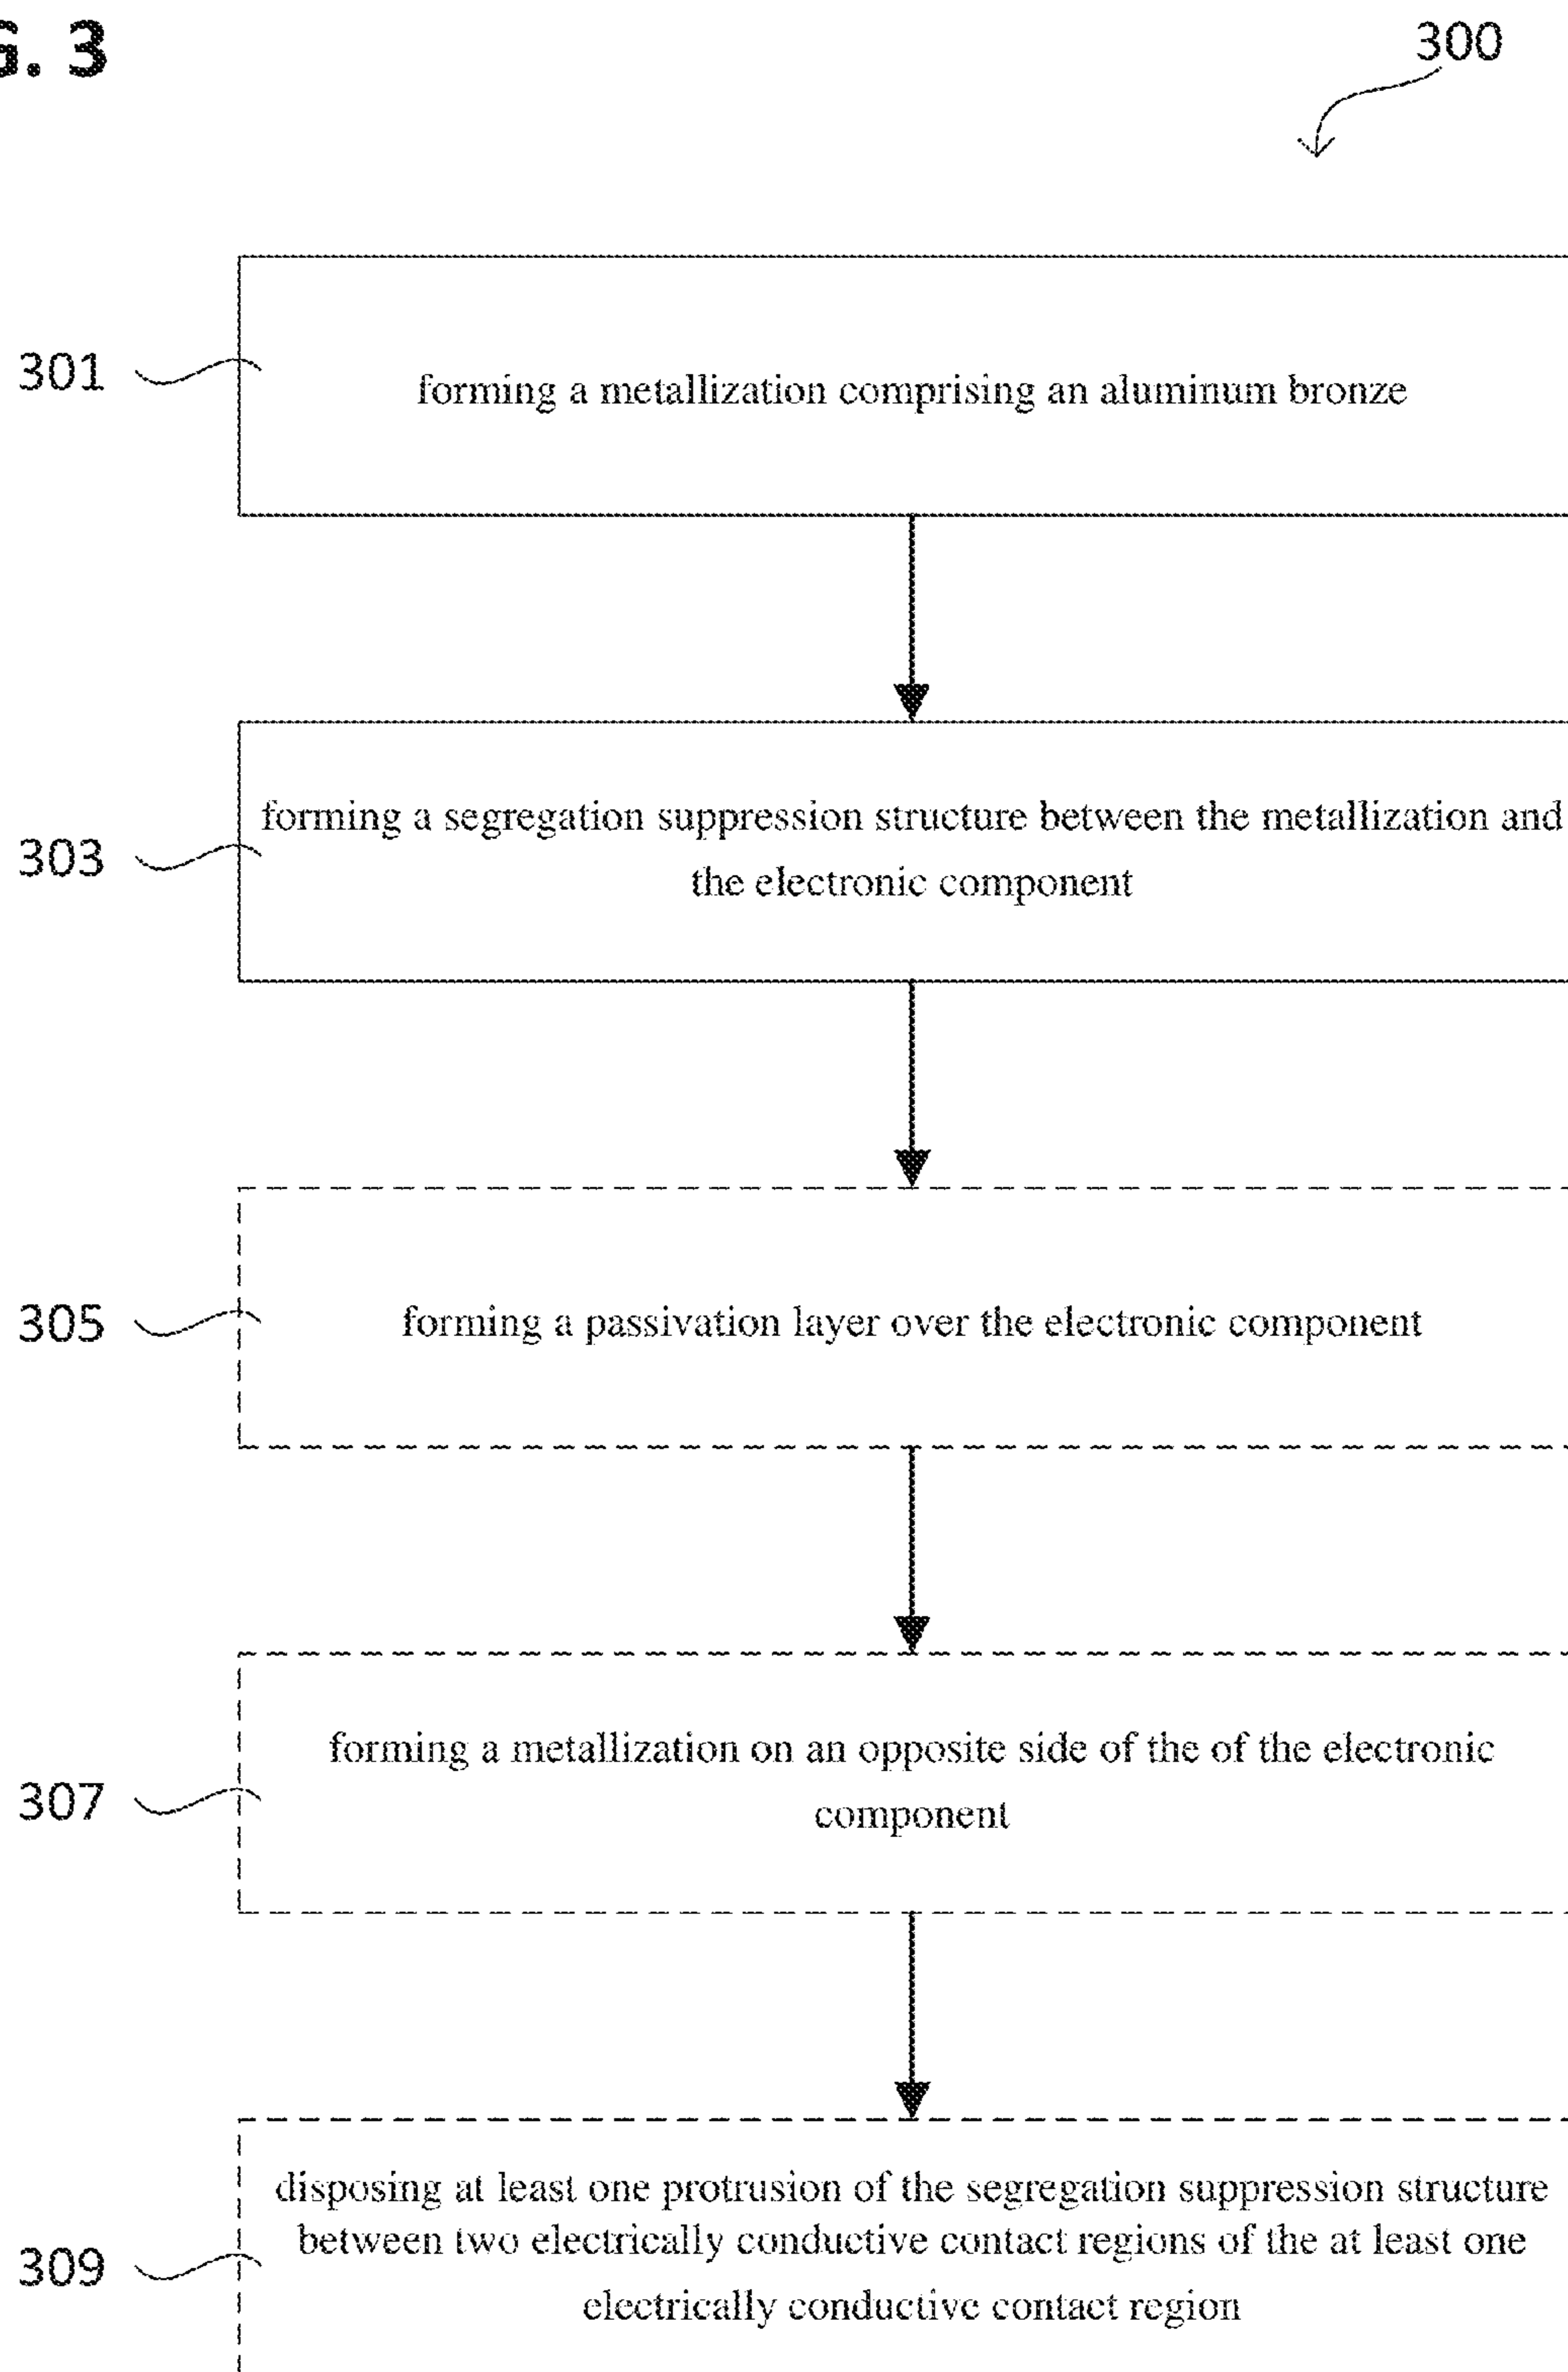 G. 3
300
301
forming a metallization comprising an aluminum bronze
303
forming a segregation suppression structure between the metallization and
the electronic component
305
forming a passivation layer over the electronic component
307
forming a metallization on an opposite side of the of the electronic
component
309
disposing at least one protrusion of the segregation suppression structure
between two electrically conductive contact regions of the at least one
electrically conductive contact region